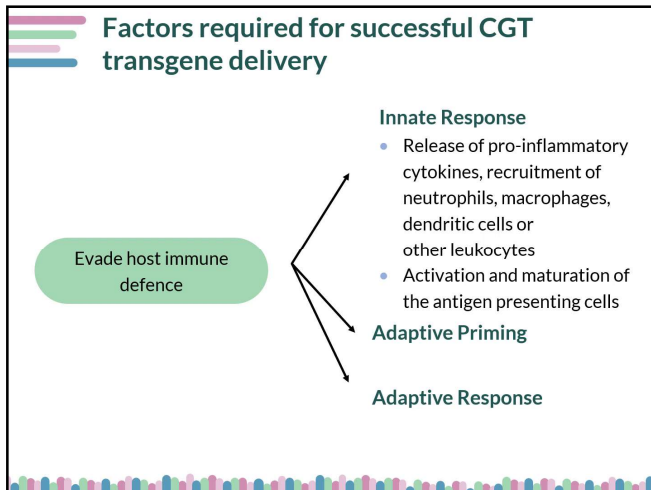 Factors required for successful CGT
transgene delivery
Evade host immune
defence
Innate Response
• Release of pro-inflammatory
cytokines, recruitment of
neutrophils, macrophages,
dendritic cells or
other leukocytes
• Activation and maturation of
the antigen presenting cells
Adaptive Priming
Adaptive Response